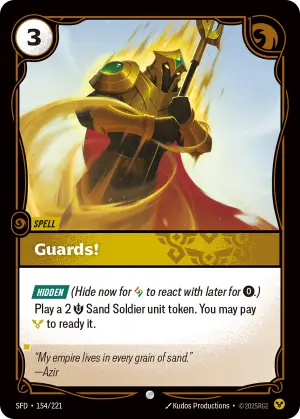 3
SPELL
Guards!
HIDDEN (Hide now for to react with later for 0.)
Play a 2 Sand Soldier unit token. You may pay
to ready it.
"My empire lives in every grain of sand."
—Azir
SFD • 154/221
Kudos Productions
©2025RGI